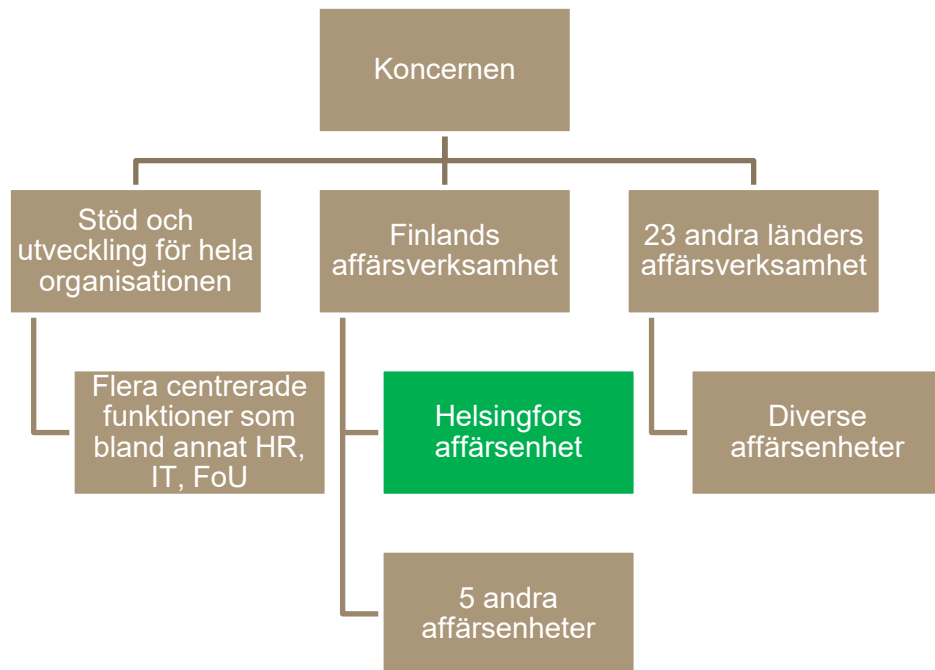 Koncernen
Stöd och
utveckling för hela
organisationen
Finlands
affärsverksamhet
23 andra länders
affärsverksamhet
Flera centrerade
funktioner som
bland annat HR,
IT, FoU
Helsingfors
affärsenhet
Diverse
affärsenheter
5 andra
affärsenheter